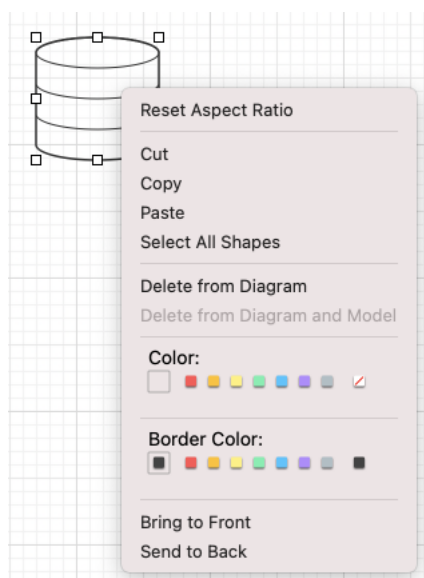 Reset Aspect Ratio
Cut
Copy
Paste
Select All Shapes
Delete from Diagram
Delete from Diagram and Model
Color:
Border Color:
Bring to Front
Send to Back